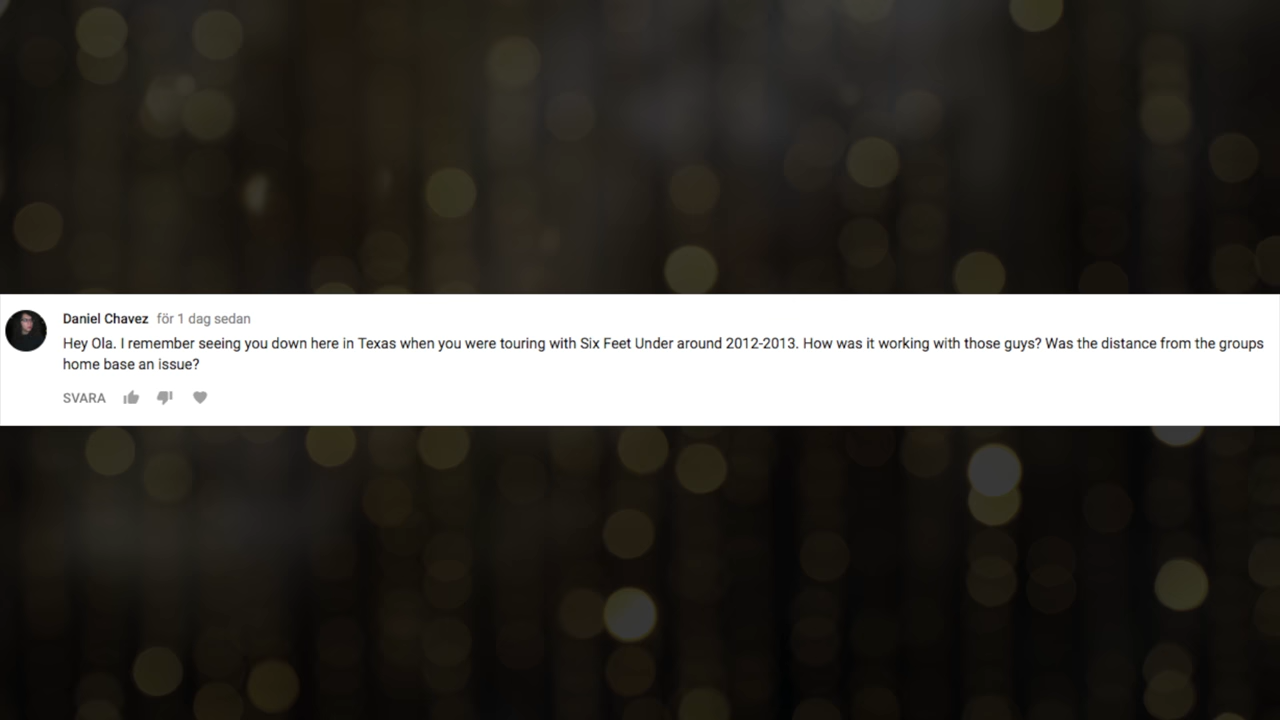 Daniel Chavez för 1 dag sedan
Hey Ola. I remember seeing you down here in Texas when you were touring with Six Feet Under around 2012-2013. How was it working with those guys? Was the distance from the groups
home base an issue?
SVARA